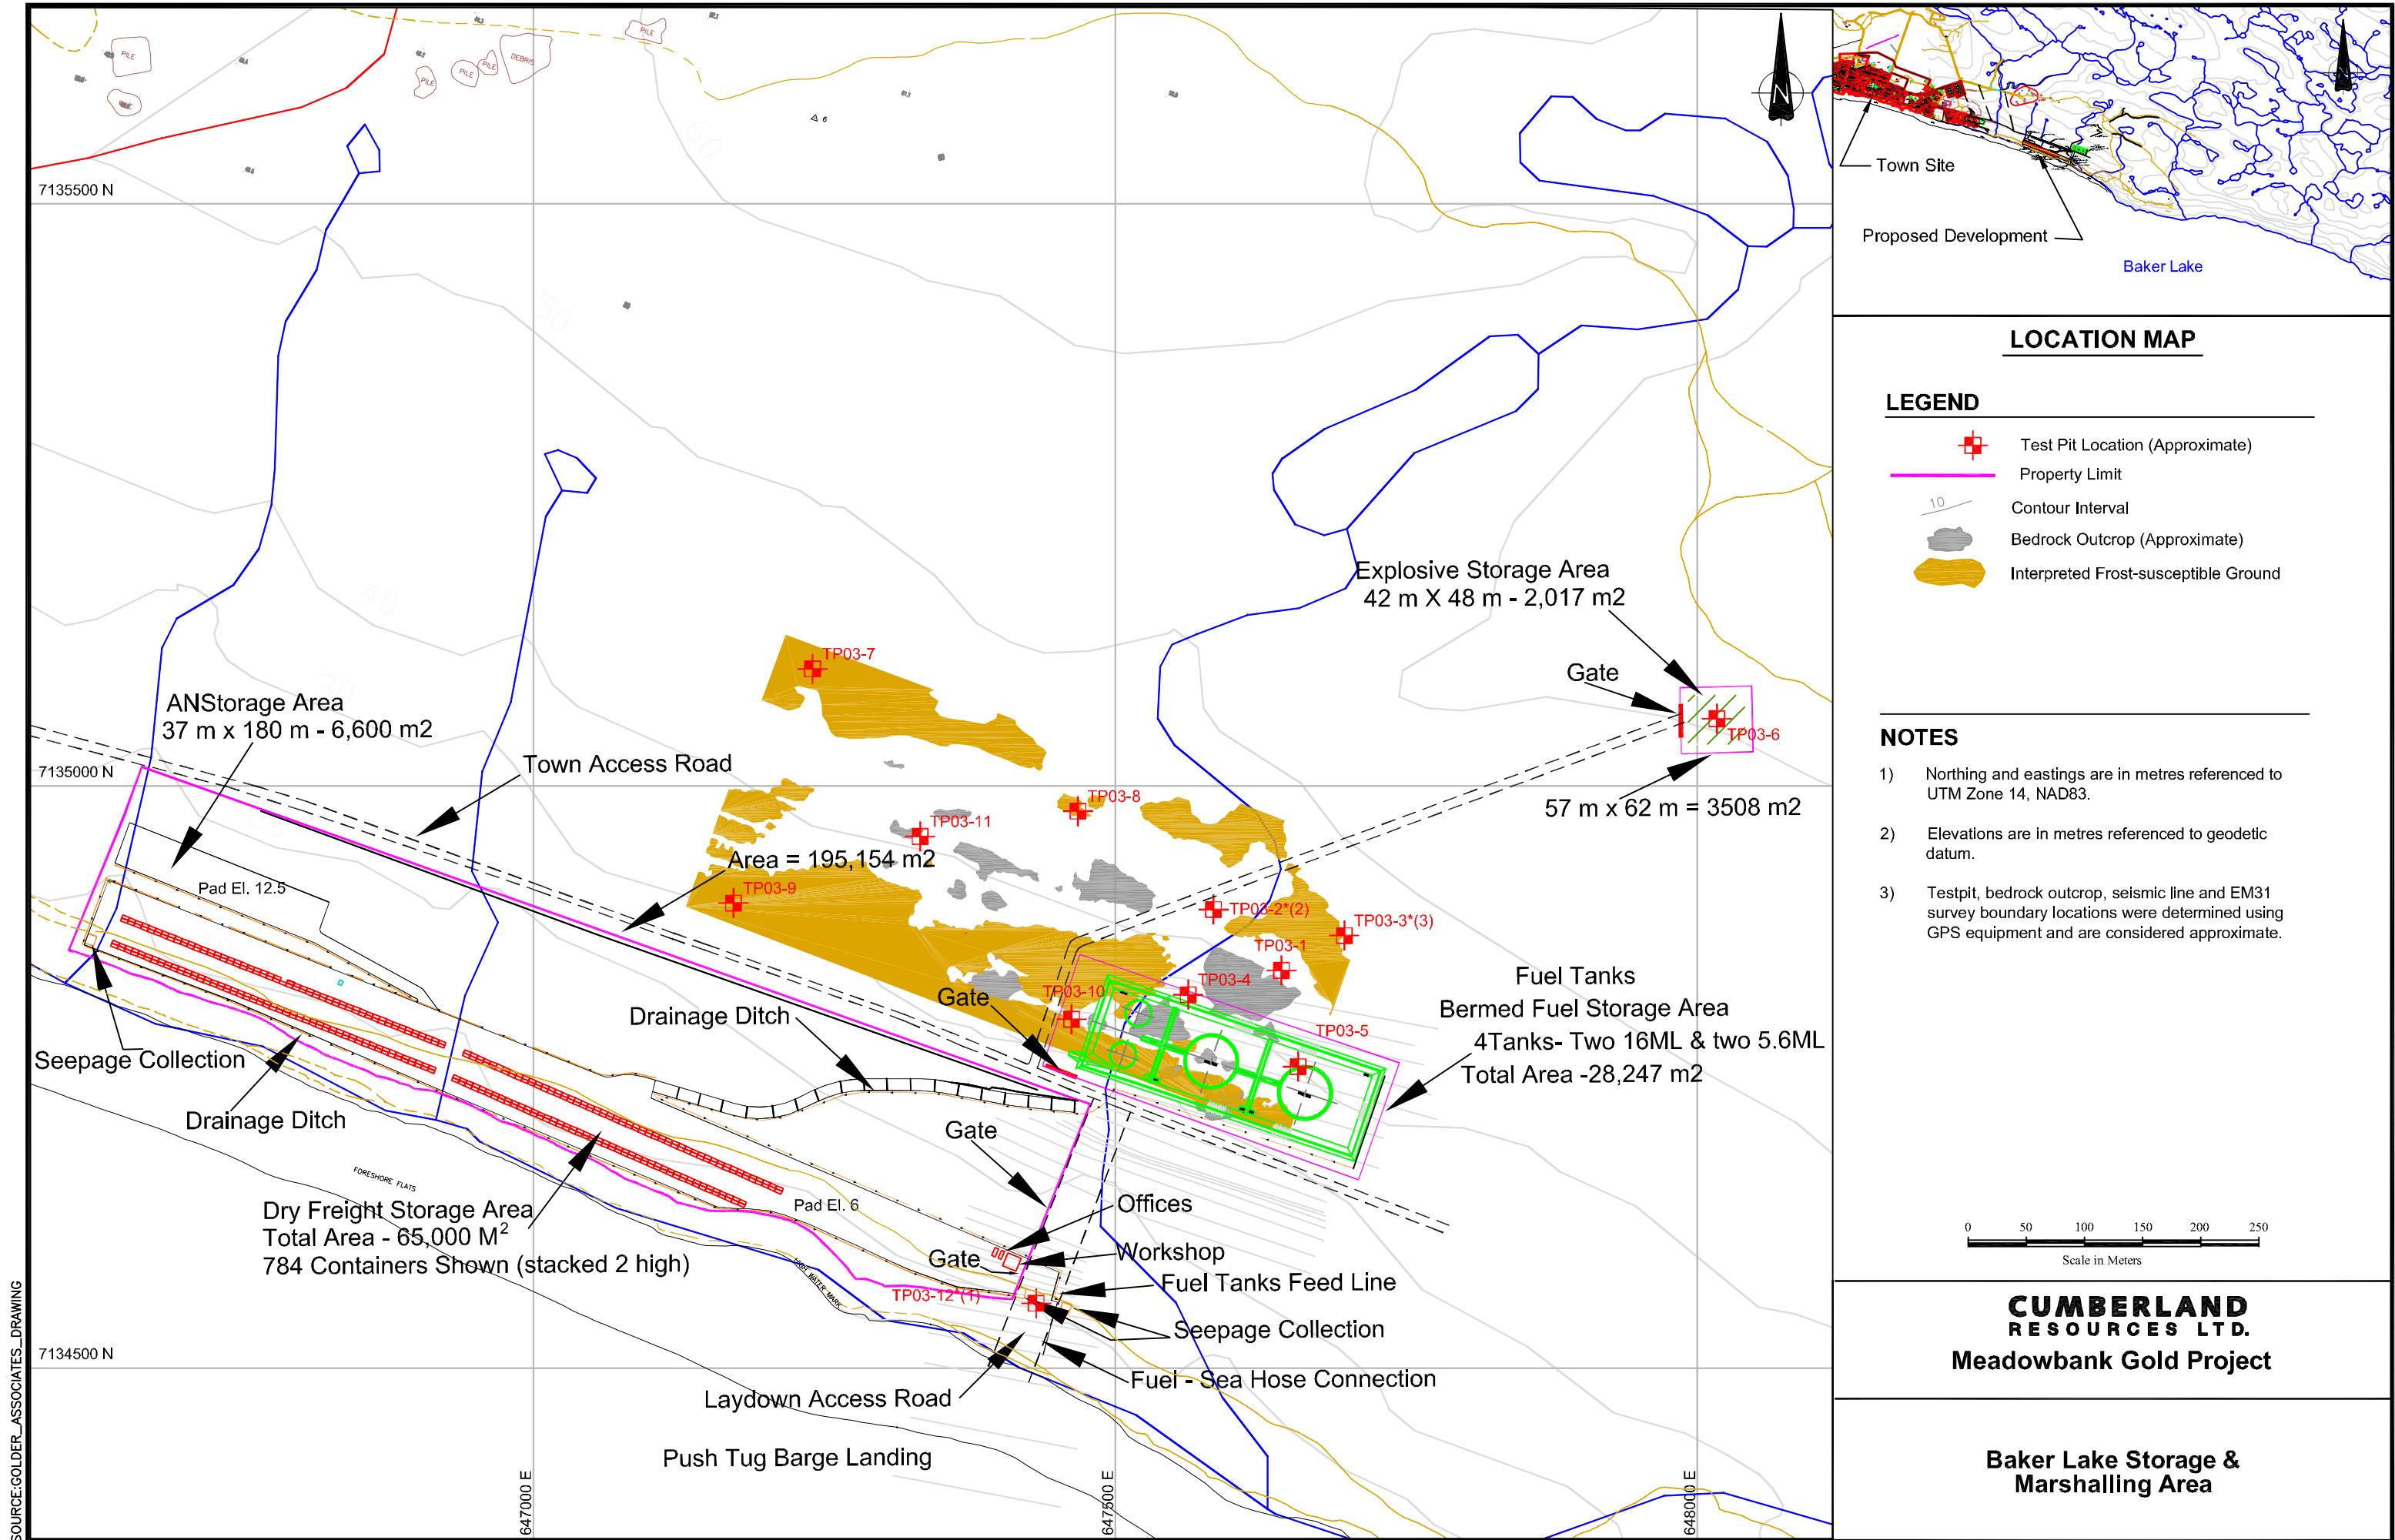 PILE
PILE
PILE
PILE
DEBRIS
PILE
6
N
60
7135500 N
50
40
Explosive Storage Area
42 m X 48 m - 2,017 m2
Gate
TP03-7
TP03-6
ANStorage Area
37 m x 180 m - 6,600 m2
Town Access Road
7135000 N
57 m x 62 m = 3508 m2
TP03-8
TP03-11
Area = 195,154 m2
Pad El. 12.5
TP03-9
TP03-2*(2)
TP03-3*(3)
TP03-1
TP03-4
TP03-10
Gate
TP03-5
Fuel Tanks
Bermed Fuel Storage Area
4Tanks- Two 16ML & two 5.6ML
Total Area -28,247 m2
Drainage Ditch
Seepage Collection
Drainage Ditch
Gate
FORESHORE FLATS
Dry Freight Storage Area
Total Area - 65,000 M²
784 Containers Shown (stacked 2 high)
Pad El. 6
Offices
Workshop
Gate
Fuel Tanks Feed Line
TP03-12*(1)
HIGH WATER MARK
Seepage Collection
7134500 N
Fuel - Sea Hose Connection
Laydown Access Road
Push Tug Barge Landing
647000 E
647500 E
648000 E
SOURCE:GOLDER_ASSOCIATES_DRAWING
N
Town Site
Proposed Development
Baker Lake
LOCATION MAP
LEGEND
Test Pit Location (Approximate)
Property Limit
10
Contour Interval
Bedrock Outcrop (Approximate)
Interpreted Frost-susceptible Ground
NOTES
1) Northing and eastings are in metres referenced to
UTM Zone 14, NAD83.
2) Elevations are in metres referenced to geodetic
datum.
3) Testpit, bedrock outcrop, seismic line and EM31
survey boundary locations were determined using
GPS equipment and are considered approximate.
0 50 100 150 200 250
Scale in Meters
CUMBERLAND
RESOURCES LTD.
Meadowbank Gold Project
Baker Lake Storage &
Marshalling Area